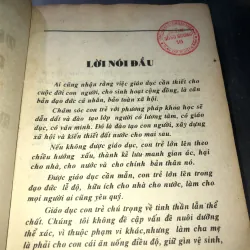 LỜI NÓI ĐẦU
Ai cũng nhận rằng việc giáo dục cần thiết cho
cuộc đời con người, cho sinh hoạt cộng đồng, là căn
bản đạo đức cá nhân, bảo toàn xã hội.
Chăm sóc con trẻ với phương pháp khoa học sẽ
dẫn dắt và đào tạo lớp người có lương tâm, có giáo
dục, có văn minh. Đó là đào tạo con người, xây dựng
xã hội và kiến thiết đất nước cho mai sau.
Nếu không được giáo dục, con trẻ lớn lên theo
chiều hướng xấu, thành kẻ lưu manh gian ác, hại
cho nhà, cho nước và cho chính bản thân nó.
Được giáo dục cẩn mẫn, con trẻ lớn lên trong
đạo đức lễ độ, hữu ích cho nhà cho nước, làm cho
mọi người ai cũng yêu quý.
Giáo dục con trẻ chú trọng về tinh thần lẫn thể
chất. Chúng tôi không đề cập vấn đề nuôi dưỡng
thể xác, vì thuộc phạm vi khác, nhưng làm cha mẹ
là phải cho con cái ăn uống điều độ, giữ gìn vệ sinh,